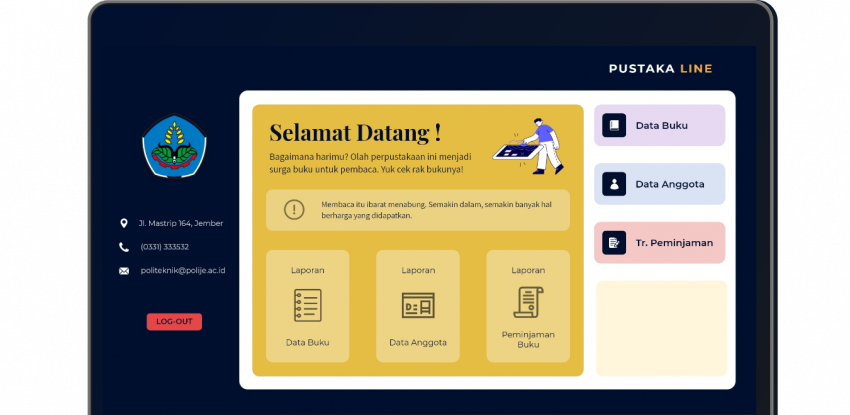 PUSTAKA LINE
Jl. Mastrip 164, Jember
(0331) 333532
politeknik@polije.ac.id
LOG-OUT
Selamat Datang !
Bagaimana harimu? Olah perpustakaan ini menjadi
surga buku untuk pembaca. Yuk cek rak bukunya!
Membaca itu ibarat menabung. Semakin dalam, semakin banyak hal
berharga yang didapatkan.
Laporan
Data Buku
Laporan
Data Anggota
Laporan
Peminjaman
Buku
Data Buku
Data Anggota
Tr. Peminjaman